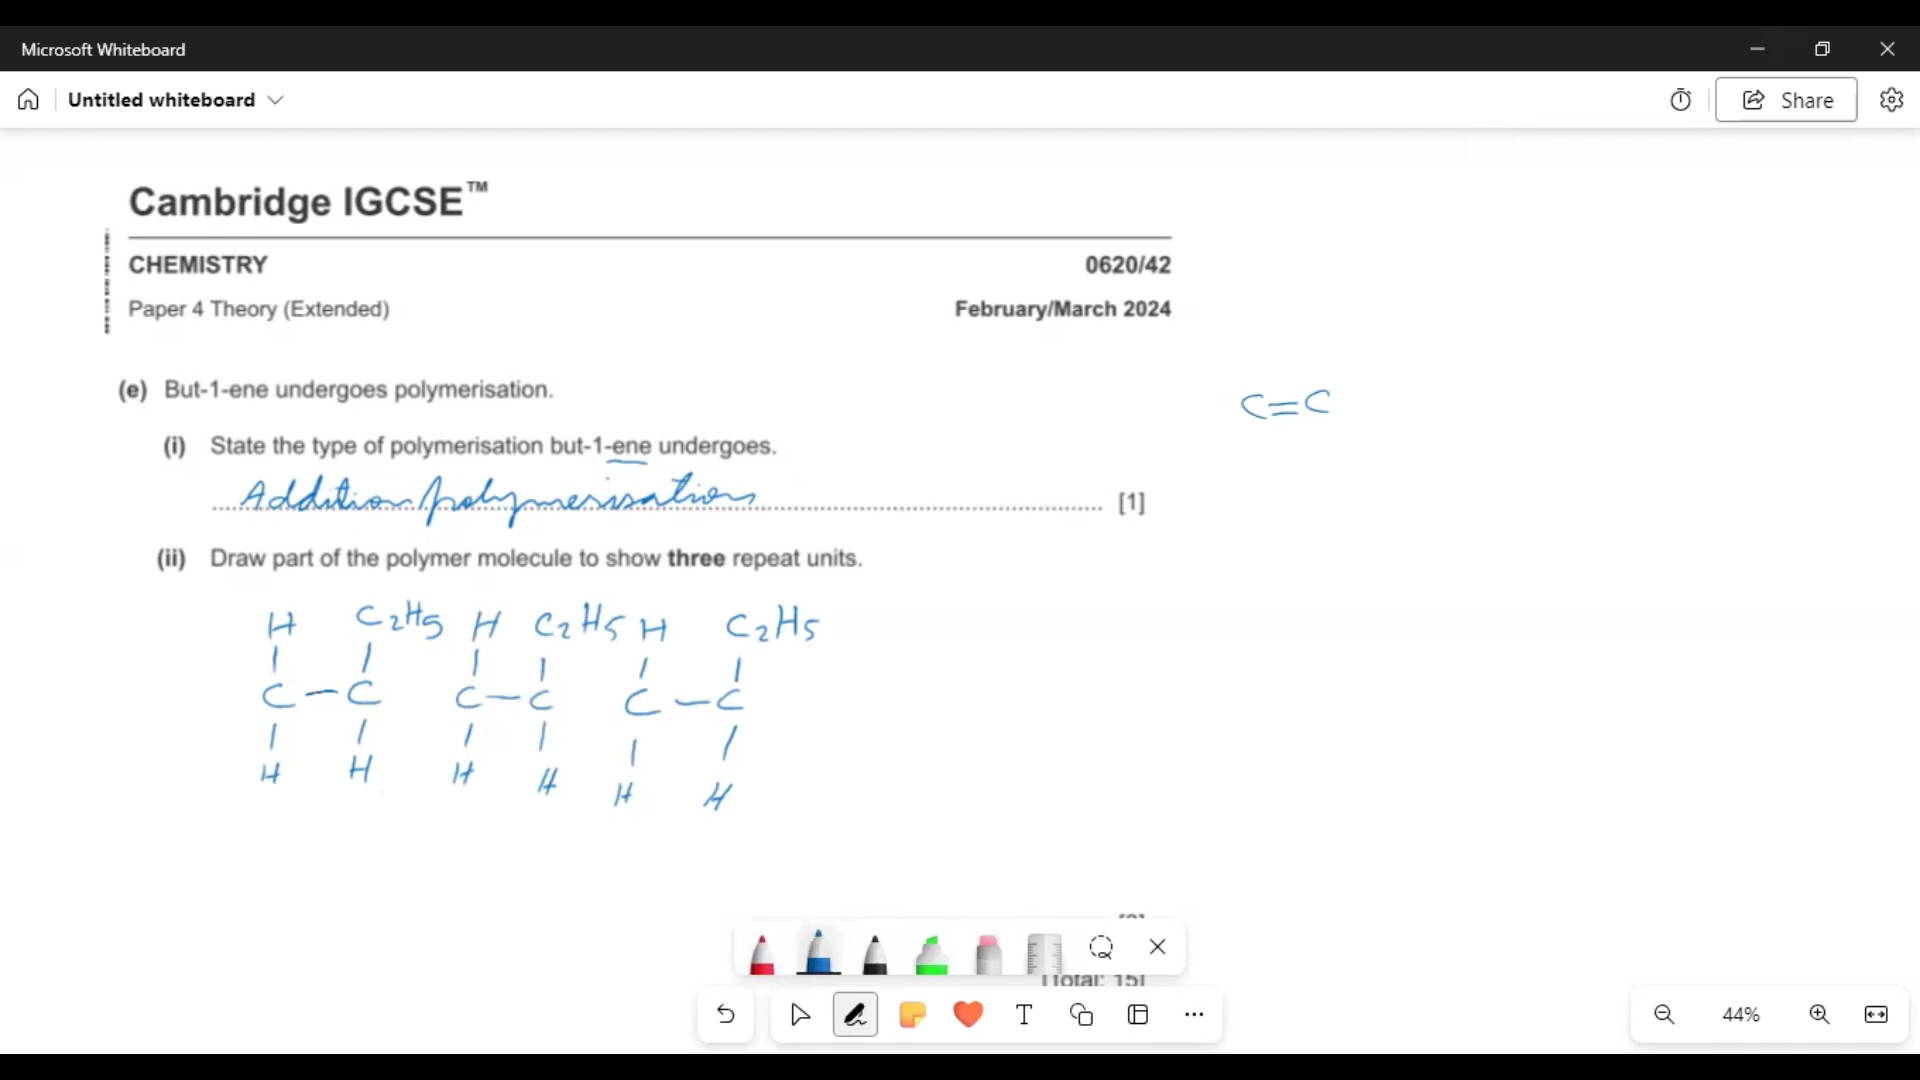 Microsoft Whiteboard
Untitled whiteboard
Share
Cambridge IGCSE™
CHEMISTRY 0620/42
Paper 4 Theory (Extended) February/March 2024
(e) But-1-ene undergoes polymerisation.
C=C
(i) State the type of polymerisation but-1-ene undergoes.
Addition polymerisation [1]
(ii) Draw part of the polymer molecule to show three repeat units.
H C2H5 H C2H5 H C2H5
C—C C—C C—C
H H H H H H
[Total: 15]
44%